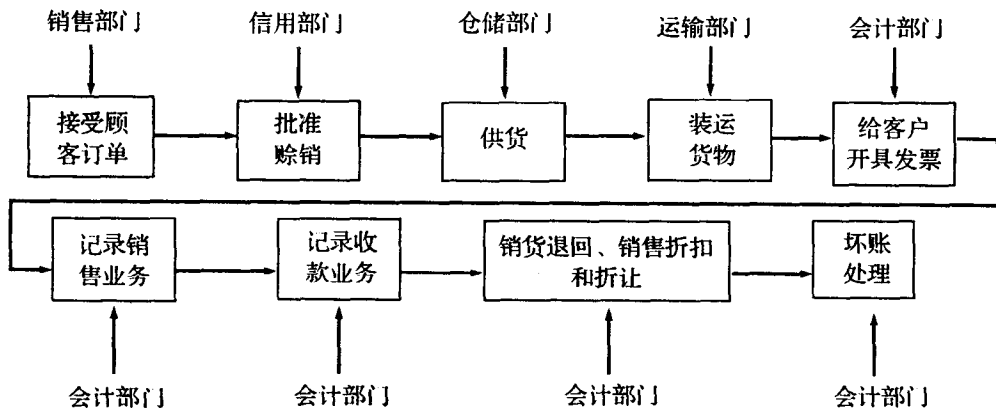 销售部门 信用部门 仓储部门 运输部门 会计部门
接受顾
客订单
批准
赊销
供货
装运
货物
给客户
开具发票
记录销
售业务
记录收
款业务
销货退回、销售折扣
和折让
坏账
处理
会计部门 会计部门 会计部门 会计部门